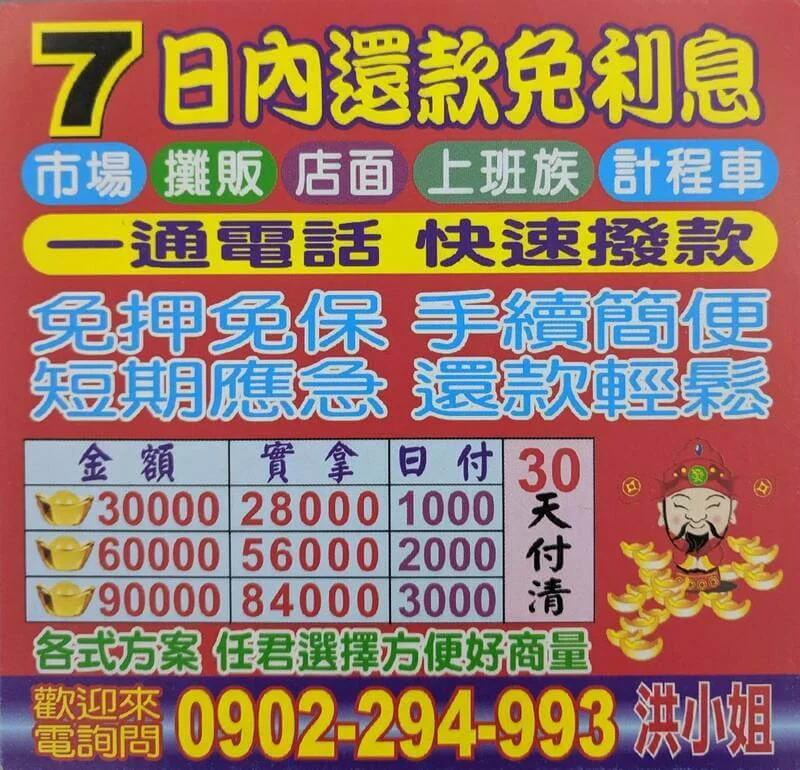 7日內還款免利息
市場 攤販 店面 上班族 計程車
一通電話 快速撥款
免押免保 手續簡便
短期應急 還款輕鬆
金額 實拿 日付 30天付清
30000 28000 1000
60000 56000 2000
90000 84000 3000
各式方案 任君選擇方便好商量
歡迎來電詢問 0902-294-993 洪小姐